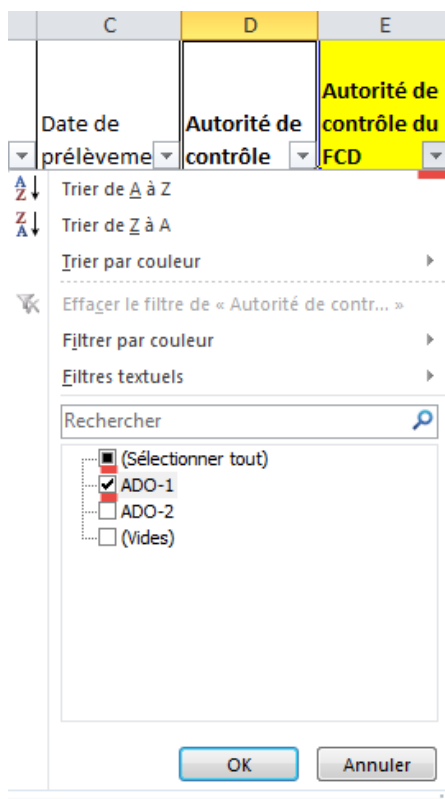 C D E
Date de prélèveme
Autorité de contrôle
Autorité de contrôle du FCD
Trier de A à Z
Trier de Z à A
Trier par couleur
Effacer le filtre de « Autorité de contr... »
Filtrer par couleur
Filtres textuels
Rechercher
(Sélectionner tout)
ADO-1
ADO-2
(Vides)
OK Annuler